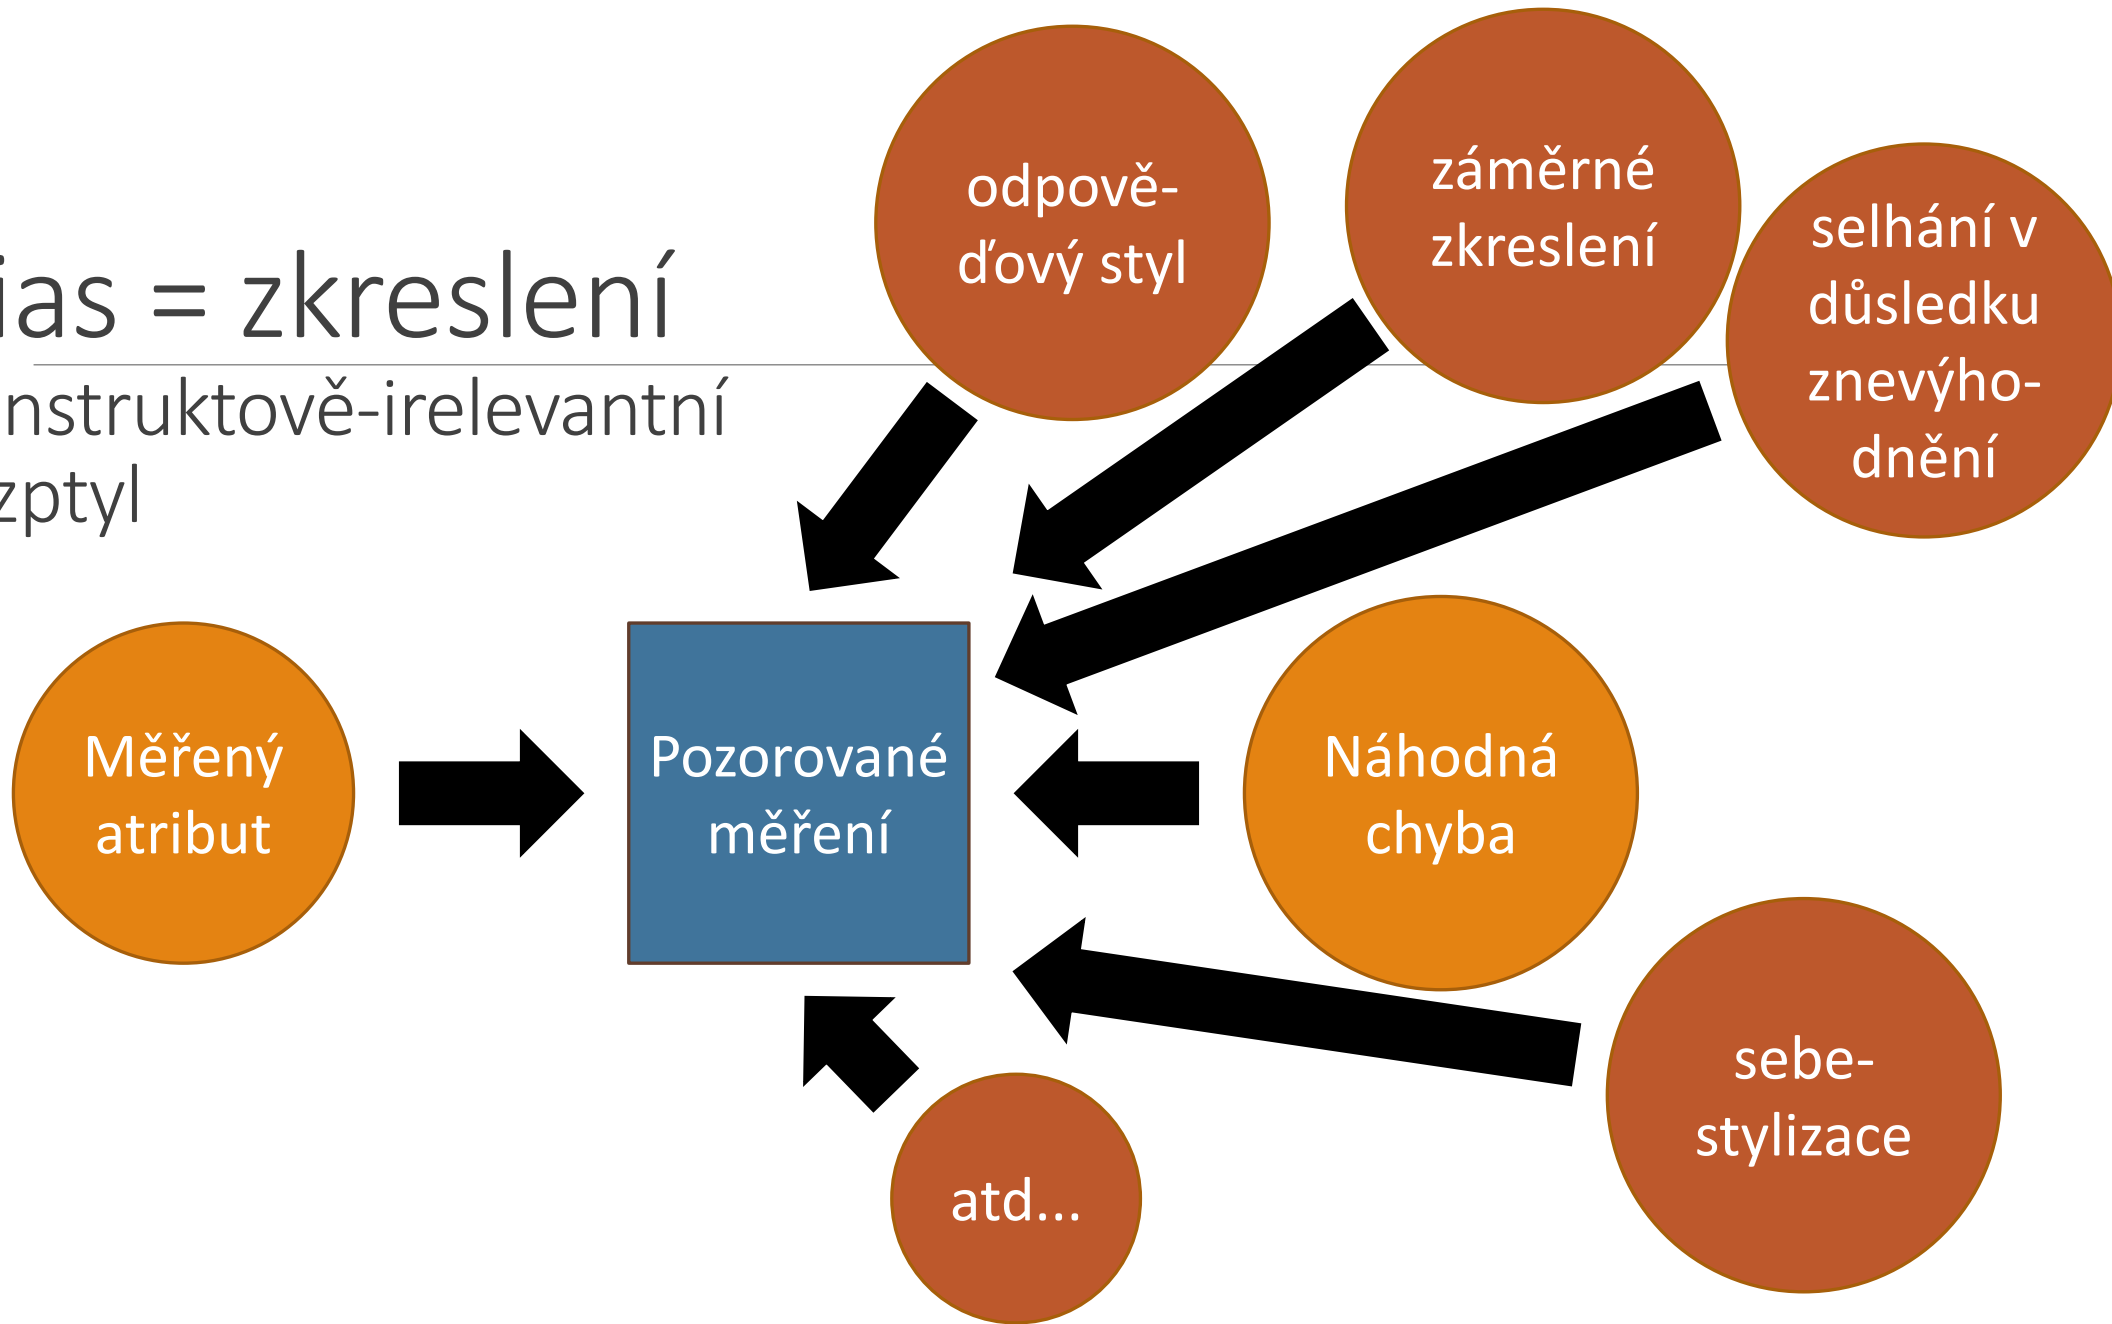 ias = zkreslení
nstruktově-irelevantní
zptyl
odpově-
ďový styl
záměrné
zkreslení
selhání v
důsledku
znevýho-
dnění
Měřený
atribut
Pozorované
měření
Náhodná
chyba
sebe-
stylizace
atd...